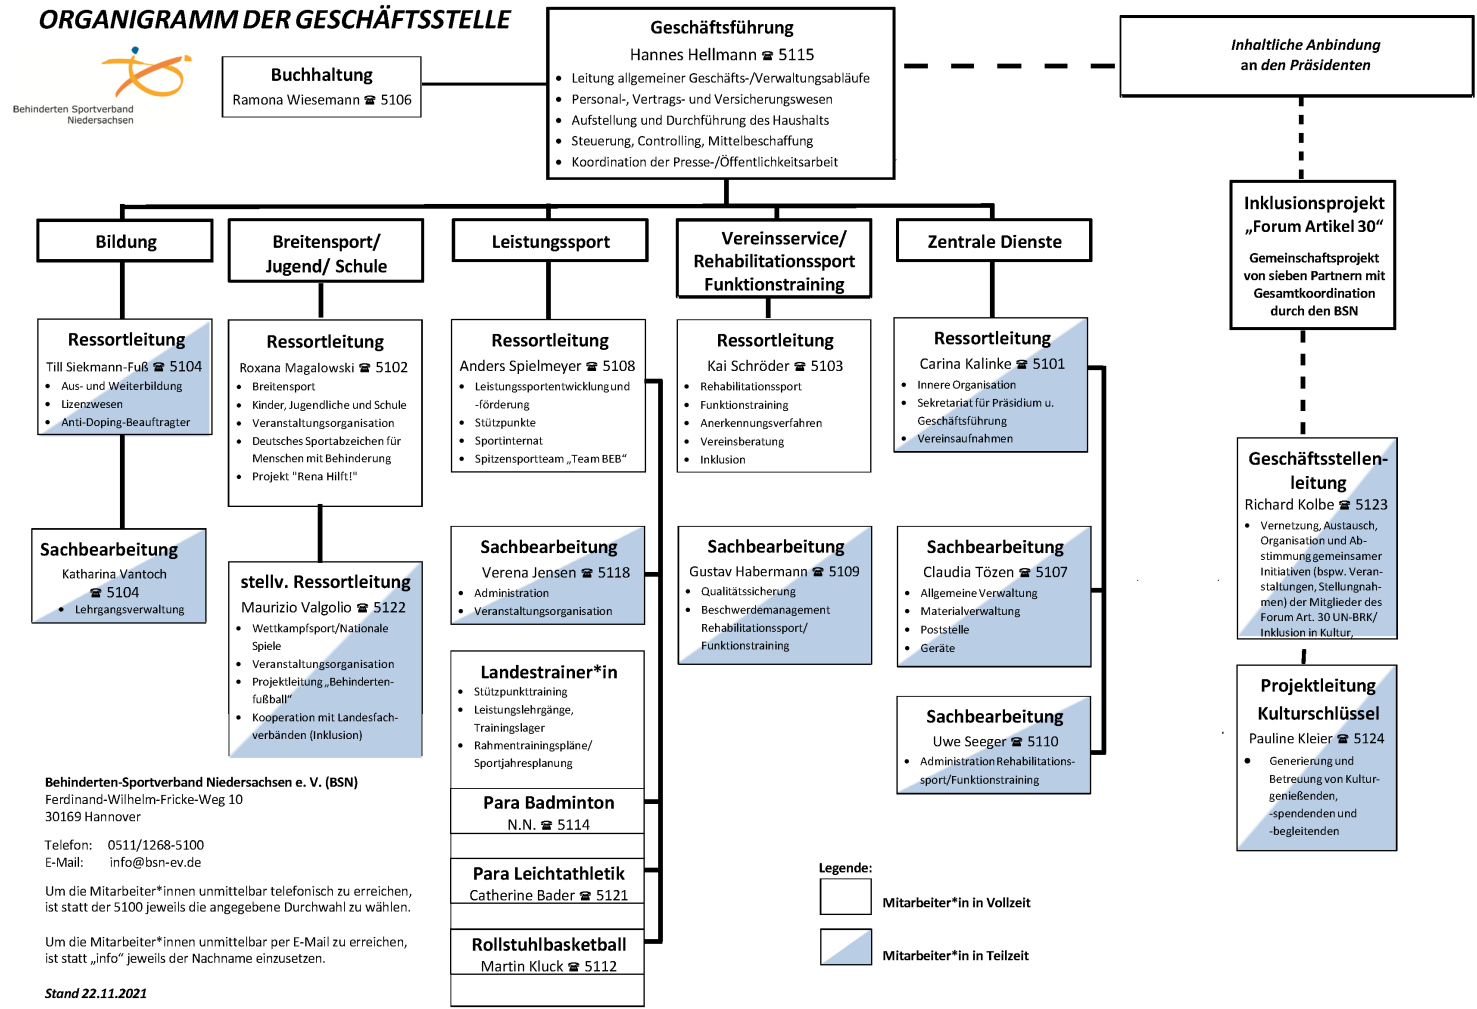 ORGANIGRAMM DER GESCHÄFTSSTELLE
Behinderten Sportverband
Niedersachsen
Buchhaltung
Ramona Wiesemann ☎ 5106
Geschäftsführung
Hannes Hellmann ☎ 5115
• Leitung allgemeiner Geschäfts-/Verwaltungsabläufe
• Personal-, Vertrags- und Versicherungswesen
• Aufstellung und Durchführung des Haushalts
• Steuerung, Controlling, Mittelbeschaffung
• Koordination der Presse-/Öffentlichkeitsarbeit
Inhaltliche Anbindung
an den Präsidenten
Bildung
Ressortleitung
Till Siekmann-Fuß ☎ 5104
• Aus- und Weiterbildung
• Lizenzwesen
• Anti-Doping-Beauftragter
Sachbearbeitung
Katharina Vantoch
☎ 5104
• Lehrgangsverwaltung
Breitensport/
Jugend/ Schule
Ressortleitung
Roxana Magalowski ☎ 5102
• Breitensport
• Kinder, Jugendliche und Schule
• Veranstaltungsorganisation
• Deutsches Sportabzeichen für
Menschen mit Behinderung
• Projekt "Rena Hilft!"
stellv. Ressortleitung
Maurizio Valgolio ☎ 5122
• Wettkampfsport/Nationale
Spiele
• Veranstaltungsorganisation
• Projektleitung „Behinderten-
fußball“
• Kooperation mit Landesfach-
verbänden (Inklusion)
Leistungssport
Ressortleitung
Anders Spielmeyer ☎ 5108
• Leistungssportentwicklung und
-förderung
• Stützpunkte
• Sportinternat
• Spitzensportteam „Team BEB“
Sachbearbeitung
Verena Jensen ☎ 5118
• Administration
• Veranstaltungsorganisation
Landestrainer*in
• Stützpunkttraining
• Leistungslehrgänge,
Trainingslager
• Rahmentrainingspläne/
Sportjahresplanung
Para Badminton
N.N. ☎ 5114
Para Leichtathletik
Catherine Bader ☎ 5121
Rollstuhlbasketball
Martin Kluck ☎ 5112
Vereinsservice/
Rehabilitationssport
Funktionstraining
Ressortleitung
Kai Schröder ☎ 5103
• Rehabilitationssport
• Funktionstraining
• Anerkennungsverfahren
• Vereinsberatung
• Inklusion
Sachbearbeitung
Gustav Habermann ☎ 5109
• Qualitätssicherung
• Beschwerdemanagement
Rehabilitationssport/
Funktionstraining
Zentrale Dienste
Ressortleitung
Carina Kalinke ☎ 5101
• Innere Organisation
• Sekretariat für Präsidium u.
Geschäftsführung
• Vereinsaufnahmen
Sachbearbeitung
Claudia Tözen ☎ 5107
• Allgemeine Verwaltung
• Materialverwaltung
• Poststelle
• Geräte
Sachbearbeitung
Uwe Seeger ☎ 5110
• Administration Rehabilitations-
sport/Funktionstraining
Inklusionsprojekt
„Forum Artikel 30“
Gemeinschaftsprojekt
von sieben Partnern mit
Gesamtkoordination
durch den BSN
Geschäftsstellen-
leitung
Richard Kolbe ☎ 5123
• Vernetzung, Austausch,
Organisation und Ab-
stimmung gemeinsamer
Initiativen (bspw. Veran-
staltungen, Stellungnah-
men) der Mitglieder des
Forum Art. 30 UN-BRK/
Inklusion in Kultur,
Projektleitung
Kulturschlüssel
Pauline Kleier ☎ 5124
• Generierung und
Betreuung von Kultur-
genießenden,
-spendenden und
-begleitenden
Behinderten-Sportverband Niedersachsen e. V. (BSN)
Ferdinand-Wilhelm-Fricke-Weg 10
30169 Hannover
Telefon: 0511/1268-5100
E-Mail: info@bsn-ev.de
Um die Mitarbeiter*innen unmittelbar telefonisch zu erreichen,
ist statt der 5100 jeweils die angegebene Durchwahl zu wählen.
Um die Mitarbeiter*innen unmittelbar per E-Mail zu erreichen,
ist statt „info“ jeweils der Nachname einzusetzen.
Stand 22.11.2021
Legende:
Mitarbeiter*in in Vollzeit
Mitarbeiter*in in Teilzeit